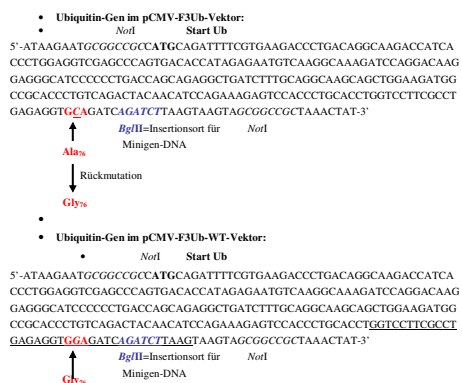 • Ubiquitin-Gen im pCMV-F3Ub-Vektor:
• NotI Start Ub
5'-ATAAGAATGCGGCCGCCATGCAGATTTTCGTGAAGACCCTGACAGGCAAGACCATCA
CCCTGGAGGTCGAGCCCAGTGACACCATAGAGAATGTCAAGGCAAAGATCCAGGACAAG
GAGGGCATCCCCCCTGACCAGCAGAGGCTGATCTTTGCAGGCAAGCAGCTGGAAGATGG
CCGCACCCTGTCAGACTACAACATCCAGAAAGAGTCCACCCTGCACCTGGTCCTTCGCCT
GAGAGGTGCAGATCAGATCTTAAGTAAGTAGCGGCCGCTAAACTAT-3'
BglII=Insertionsort für NotI
Minigen-DNA
Ala76
Rückmutation
Gly76
•
• Ubiquitin-Gen im pCMV-F3Ub-WT-Vektor:
• NotI Start Ub
5'-ATAAGAATGCGGCCGCCATGCAGATTTTCGTGAAGACCCTGACAGGCAAGACCATCA
CCCTGGAGGTCGAGCCCAGTGACACCATAGAGAATGTCAAGGCAAAGATCCAGGACAAG
GAGGGCATCCCCCCTGACCAGCAGAGGCTGATCTTTGCAGGCAAGCAGCTGGAAGATGG
CCGCACCCTGTCAGACTACAACATCCAGAAAGAGTCCACCCTGCACCTGGTCCTTCGCCT
GAGAGGTGGAGATCAGATCTTAAGTAAGTAGCGGCCGCTAAACTAT-3'
BglII=Insertionsort für NotI
Minigen-DNA
Gly76